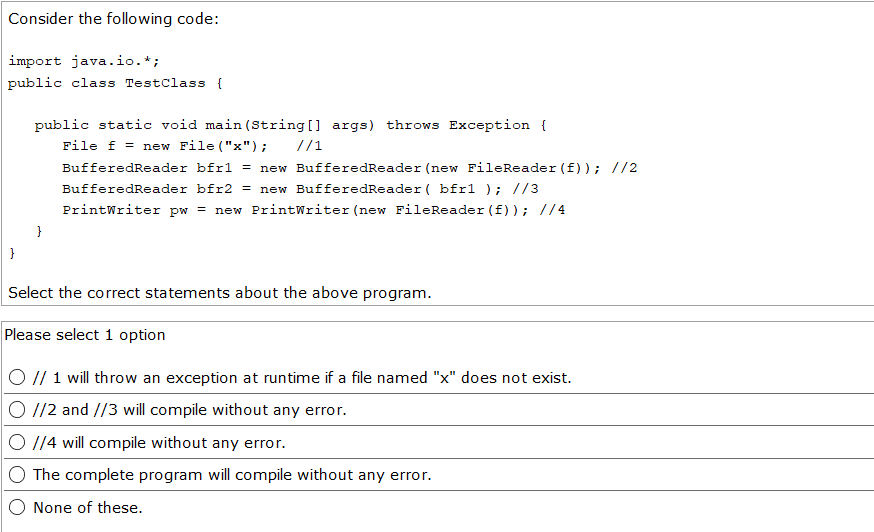 Consider the following code:
import java.io.*;
public class TestClass {
public static void main(String[] args) throws Exception {
File f = new File("x");   //1
BufferedReader bfr1 = new BufferedReader(new FileReader(f)); //2
BufferedReader bfr2 = new BufferedReader( bfr1 ); //3
PrintWriter pw = new PrintWriter(new FileReader(f)); //4
}
}
Select the correct statements about the above program.
Please select 1 option
// 1 will throw an exception at runtime if a file named "x" does not exist.
//2 and //3 will compile without any error.
//4 will compile without any error.
The complete program will compile without any error.
None of these.